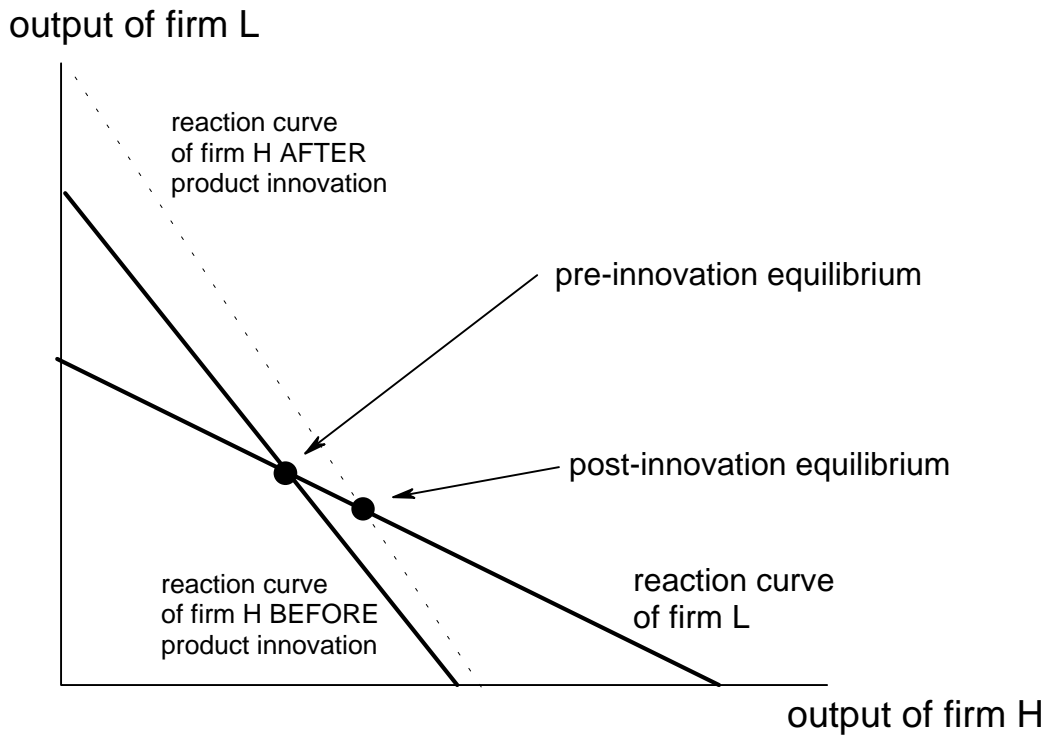 output of firm L
reaction curve
of firm H AFTER
product innovation
pre-innovation equilibrium
post-innovation equilibrium
reaction curve
of firm H BEFORE
product innovation
reaction curve
of firm L
output of firm H